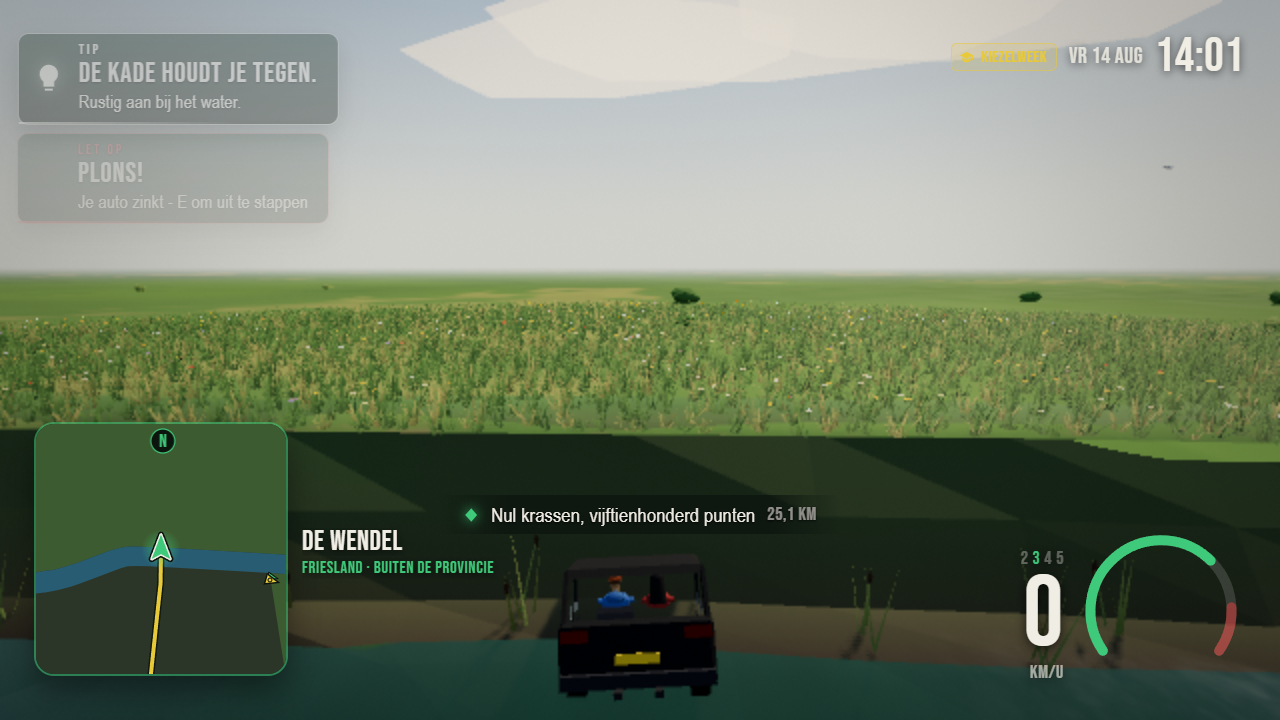 TIP
DE KADE HOUDT JE TEGEN.
Rustig aan bij het water.
LET OP
PLONS!
Je auto zinkt - E om uit te stappen
VR 14 AUG 14:01
N
DE WENDEL
FRIESLAND · BUITEN DE PROVINCIE
Nul krassen, vijftienhonderd punten 25,1 KM
2 3 4 5
0
KM/U